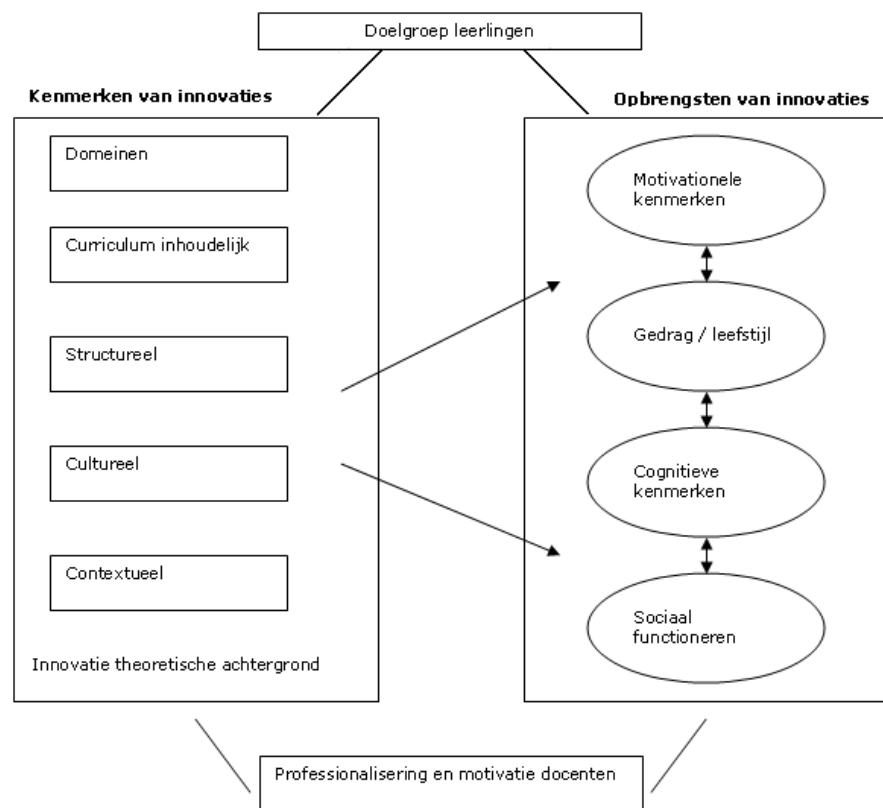 Doelgroep leerlingen
Kenmerken van innovaties
Domeinen
Curriculum inhoudelijk
Structureel
Cultureel
Contextueel
Innovatie theoretische achtergrond
Opbrengsten van innovaties
Motivationele
kenmerken
Gedrag / leefstijl
Cognitieve
kenmerken
Sociaal
functioneren
Professionalisering en motivatie docenten